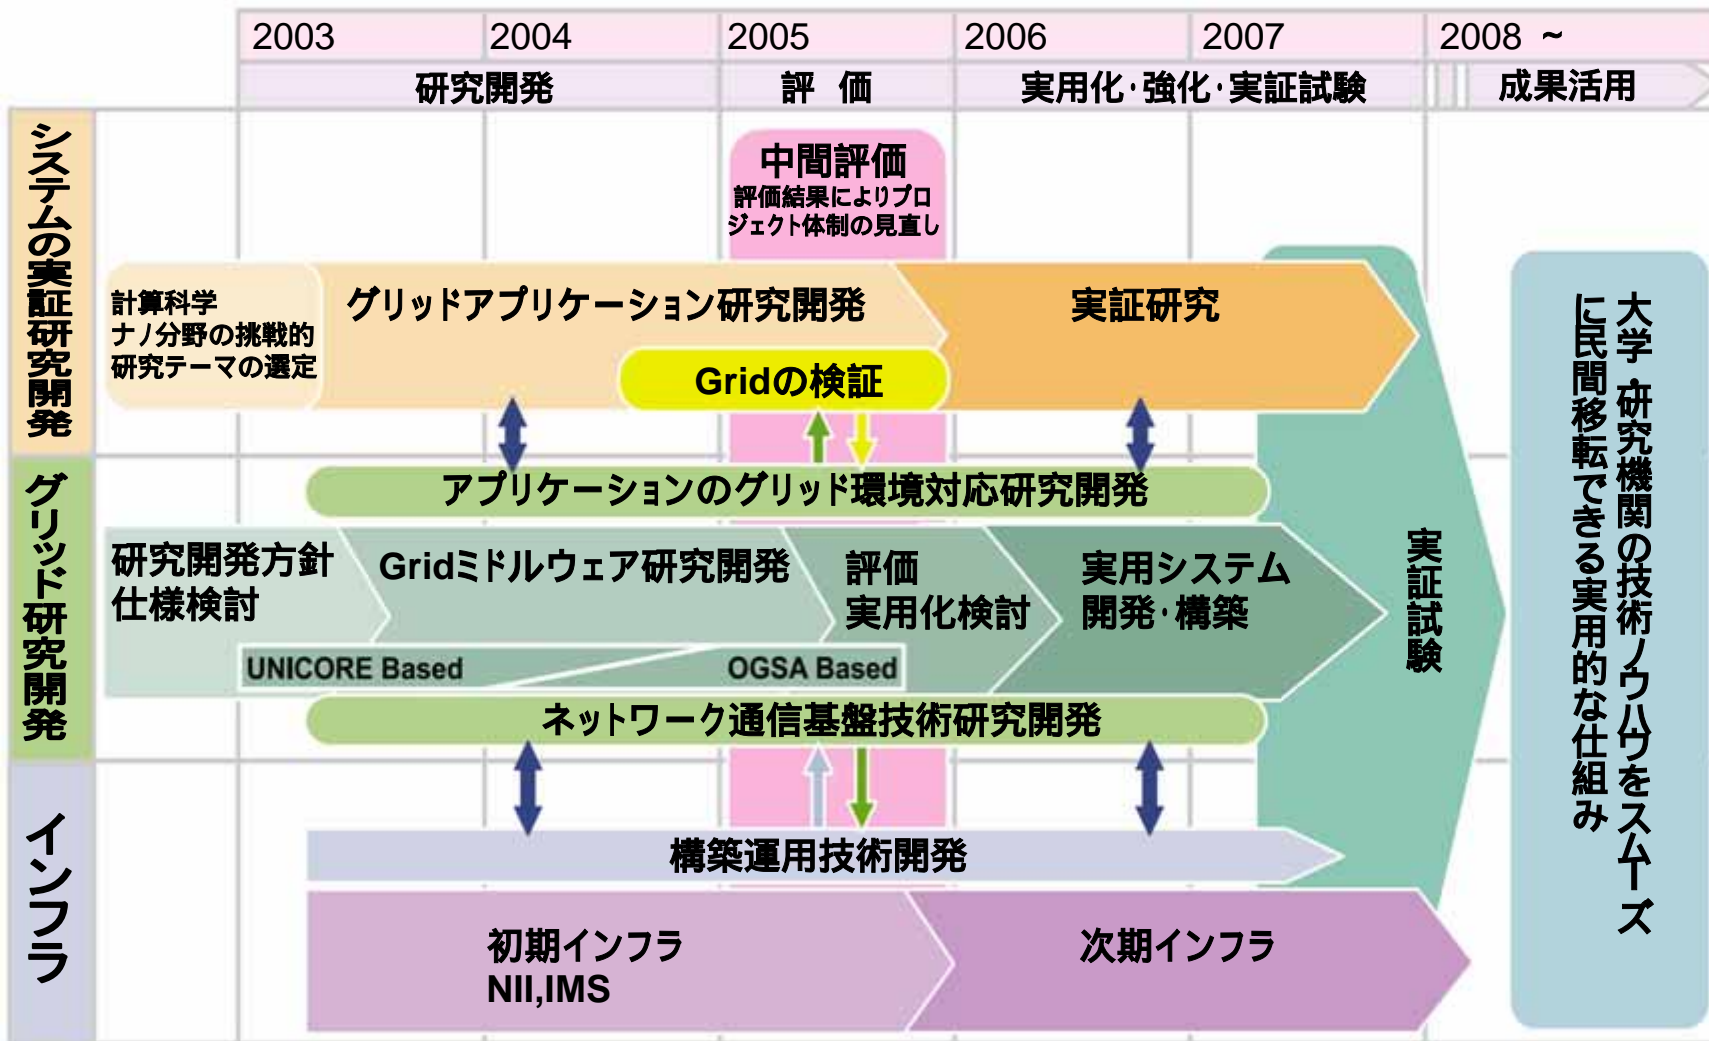 2003
2004
2005
2006
2007
2008 ~
研究開発
評 価
実用化・強化・実証試験
成果活用
システムの実証研究開発
中間評価
評価結果によりプロ
ジェクト体制の見直し
計算科学
ナノ分野の挑戦的
研究テーマの選定
グリッドアプリケーション研究開発
実証研究
Gridの検証
グリッド研究開発
アプリケーションのグリッド環境対応研究開発
研究開発方針
仕様検討
Gridミドルウェア研究開発
評価
実用化検討
実用システム
開発・構築
UNICORE Based
OGSA Based
ネットワーク通信基盤技術研究開発
実証試験
インフラ
構築運用技術開発
初期インフラ
NII,IMS
次期インフラ
大学・研究機関の技術ノウハウをスムーズ
に民間移転できる実用的な仕組み